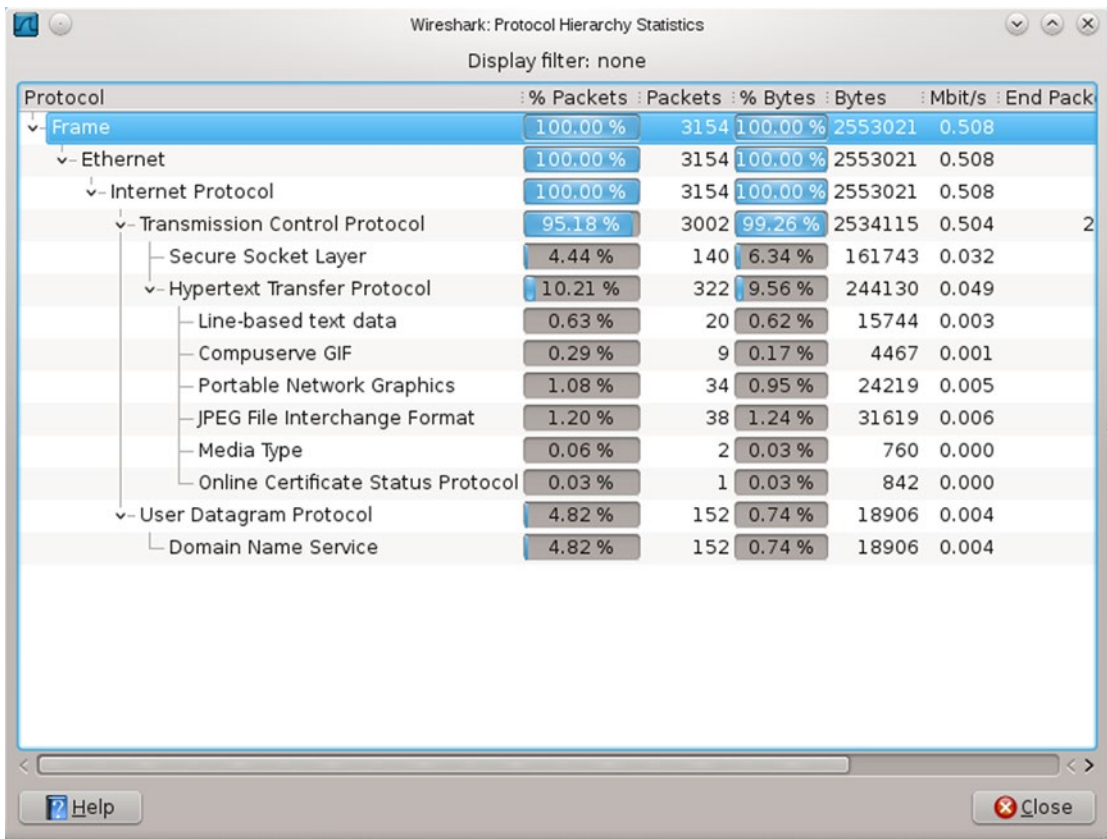 Wireshark: Protocol Hierarchy Statistics
Display filter: none
Protocol % Packets Packets % Bytes Bytes Mbit/s End Pack
Frame 100.00 % 3154 100.00 % 2553021 0.508
Ethernet 100.00 % 3154 100.00 % 2553021 0.508
Internet Protocol 100.00 % 3154 100.00 % 2553021 0.508
Transmission Control Protocol 95.18 % 3002 99.26 % 2534115 0.504 2
Secure Socket Layer 4.44 % 140 6.34 % 161743 0.032
Hypertext Transfer Protocol 10.21 % 322 9.56 % 244130 0.049
Line-based text data 0.63 % 20 0.62 % 15744 0.003
Compuserve GIF 0.29 % 9 0.17 % 4467 0.001
Portable Network Graphics 1.08 % 34 0.95 % 24219 0.005
JPEG File Interchange Format 1.20 % 38 1.24 % 31619 0.006
Media Type 0.06 % 2 0.03 % 760 0.000
Online Certificate Status Protocol 0.03 % 1 0.03 % 842 0.000
User Datagram Protocol 4.82 % 152 0.74 % 18906 0.004
Domain Name Service 4.82 % 152 0.74 % 18906 0.004
Help Close